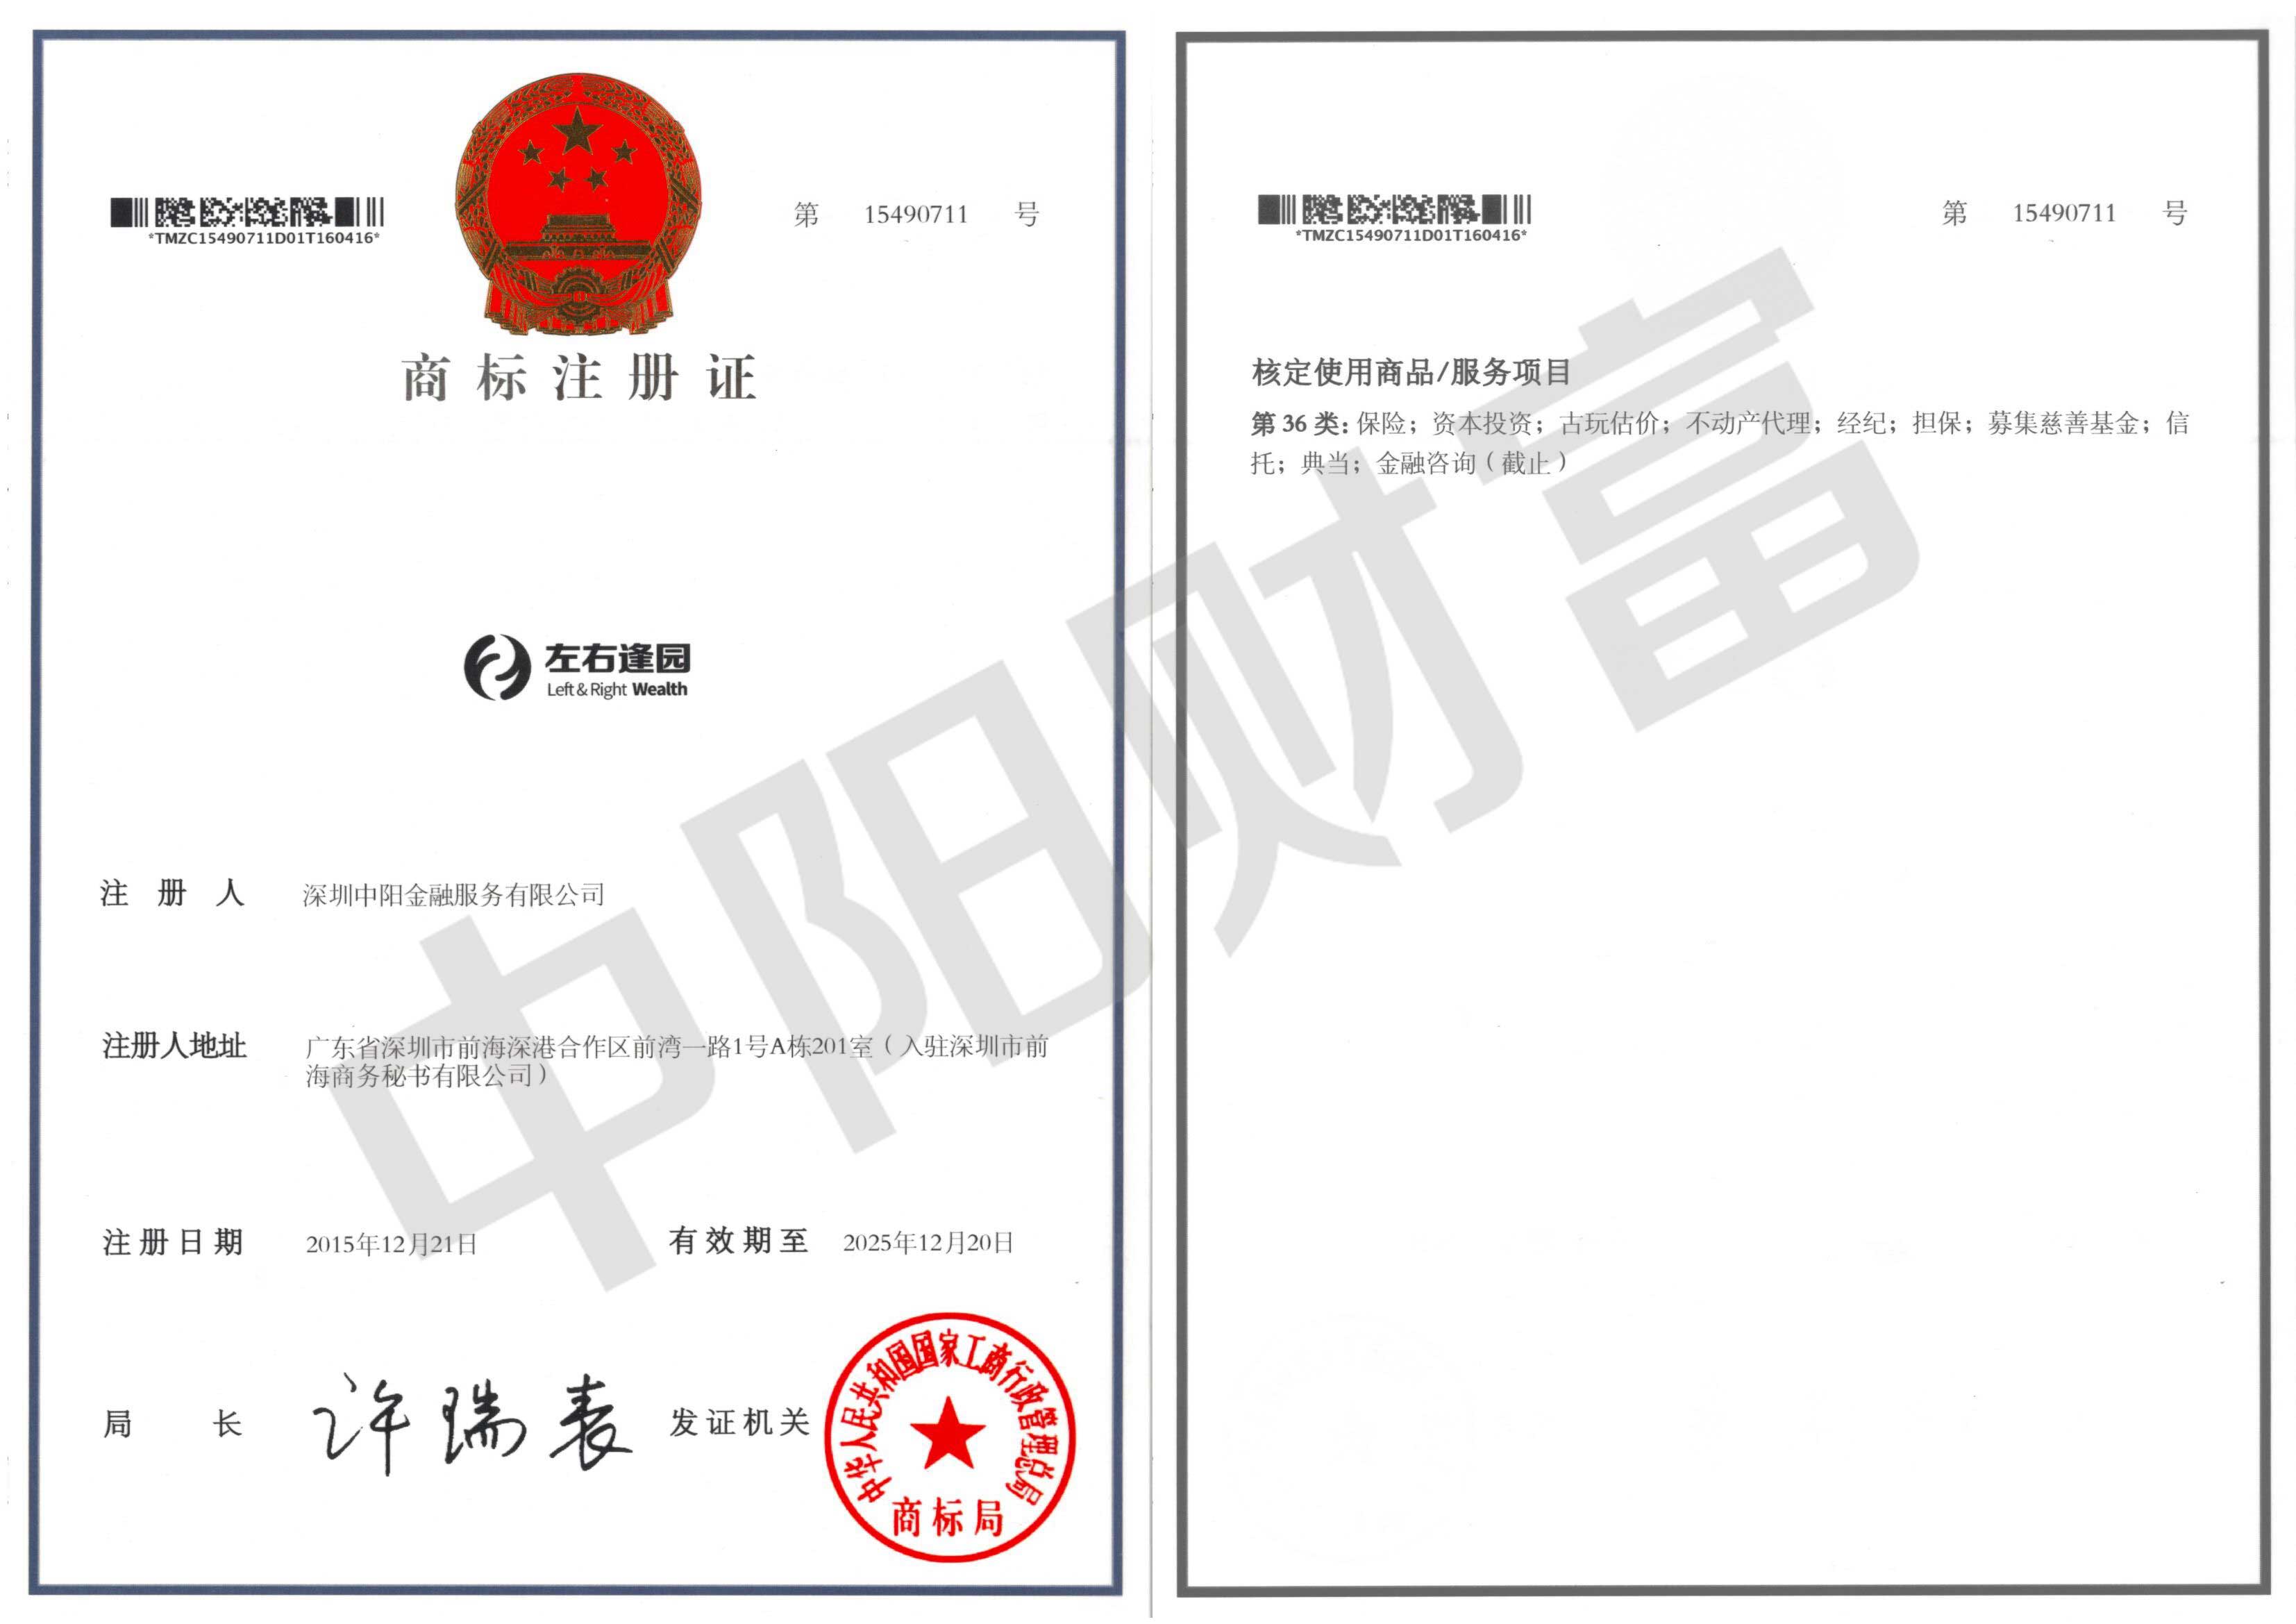 *TMZC15490711D01T160416*
第 15490711 号
商标注册证
左右逢园
Left & Right Wealth
注册人 深圳中阳金融服务有限公司
注册人地址 广东省深圳市前海深港合作区前湾一路1号A栋201室（入驻深圳市前
海商务秘书有限公司）
注册日期 2015年12月21日 有效期至 2025年12月20日
局长 许瑞表 发证机关
中华人民共和国国家工商行政管理总局
商标局
*TMZC15490711D01T160416*
第 15490711 号
核定使用商品/服务项目
第 36 类: 保险；资本投资；古玩估价；不动产代理；经纪；担保；募集慈善基金；信
托；典当；金融咨询（截止）
中阳财富